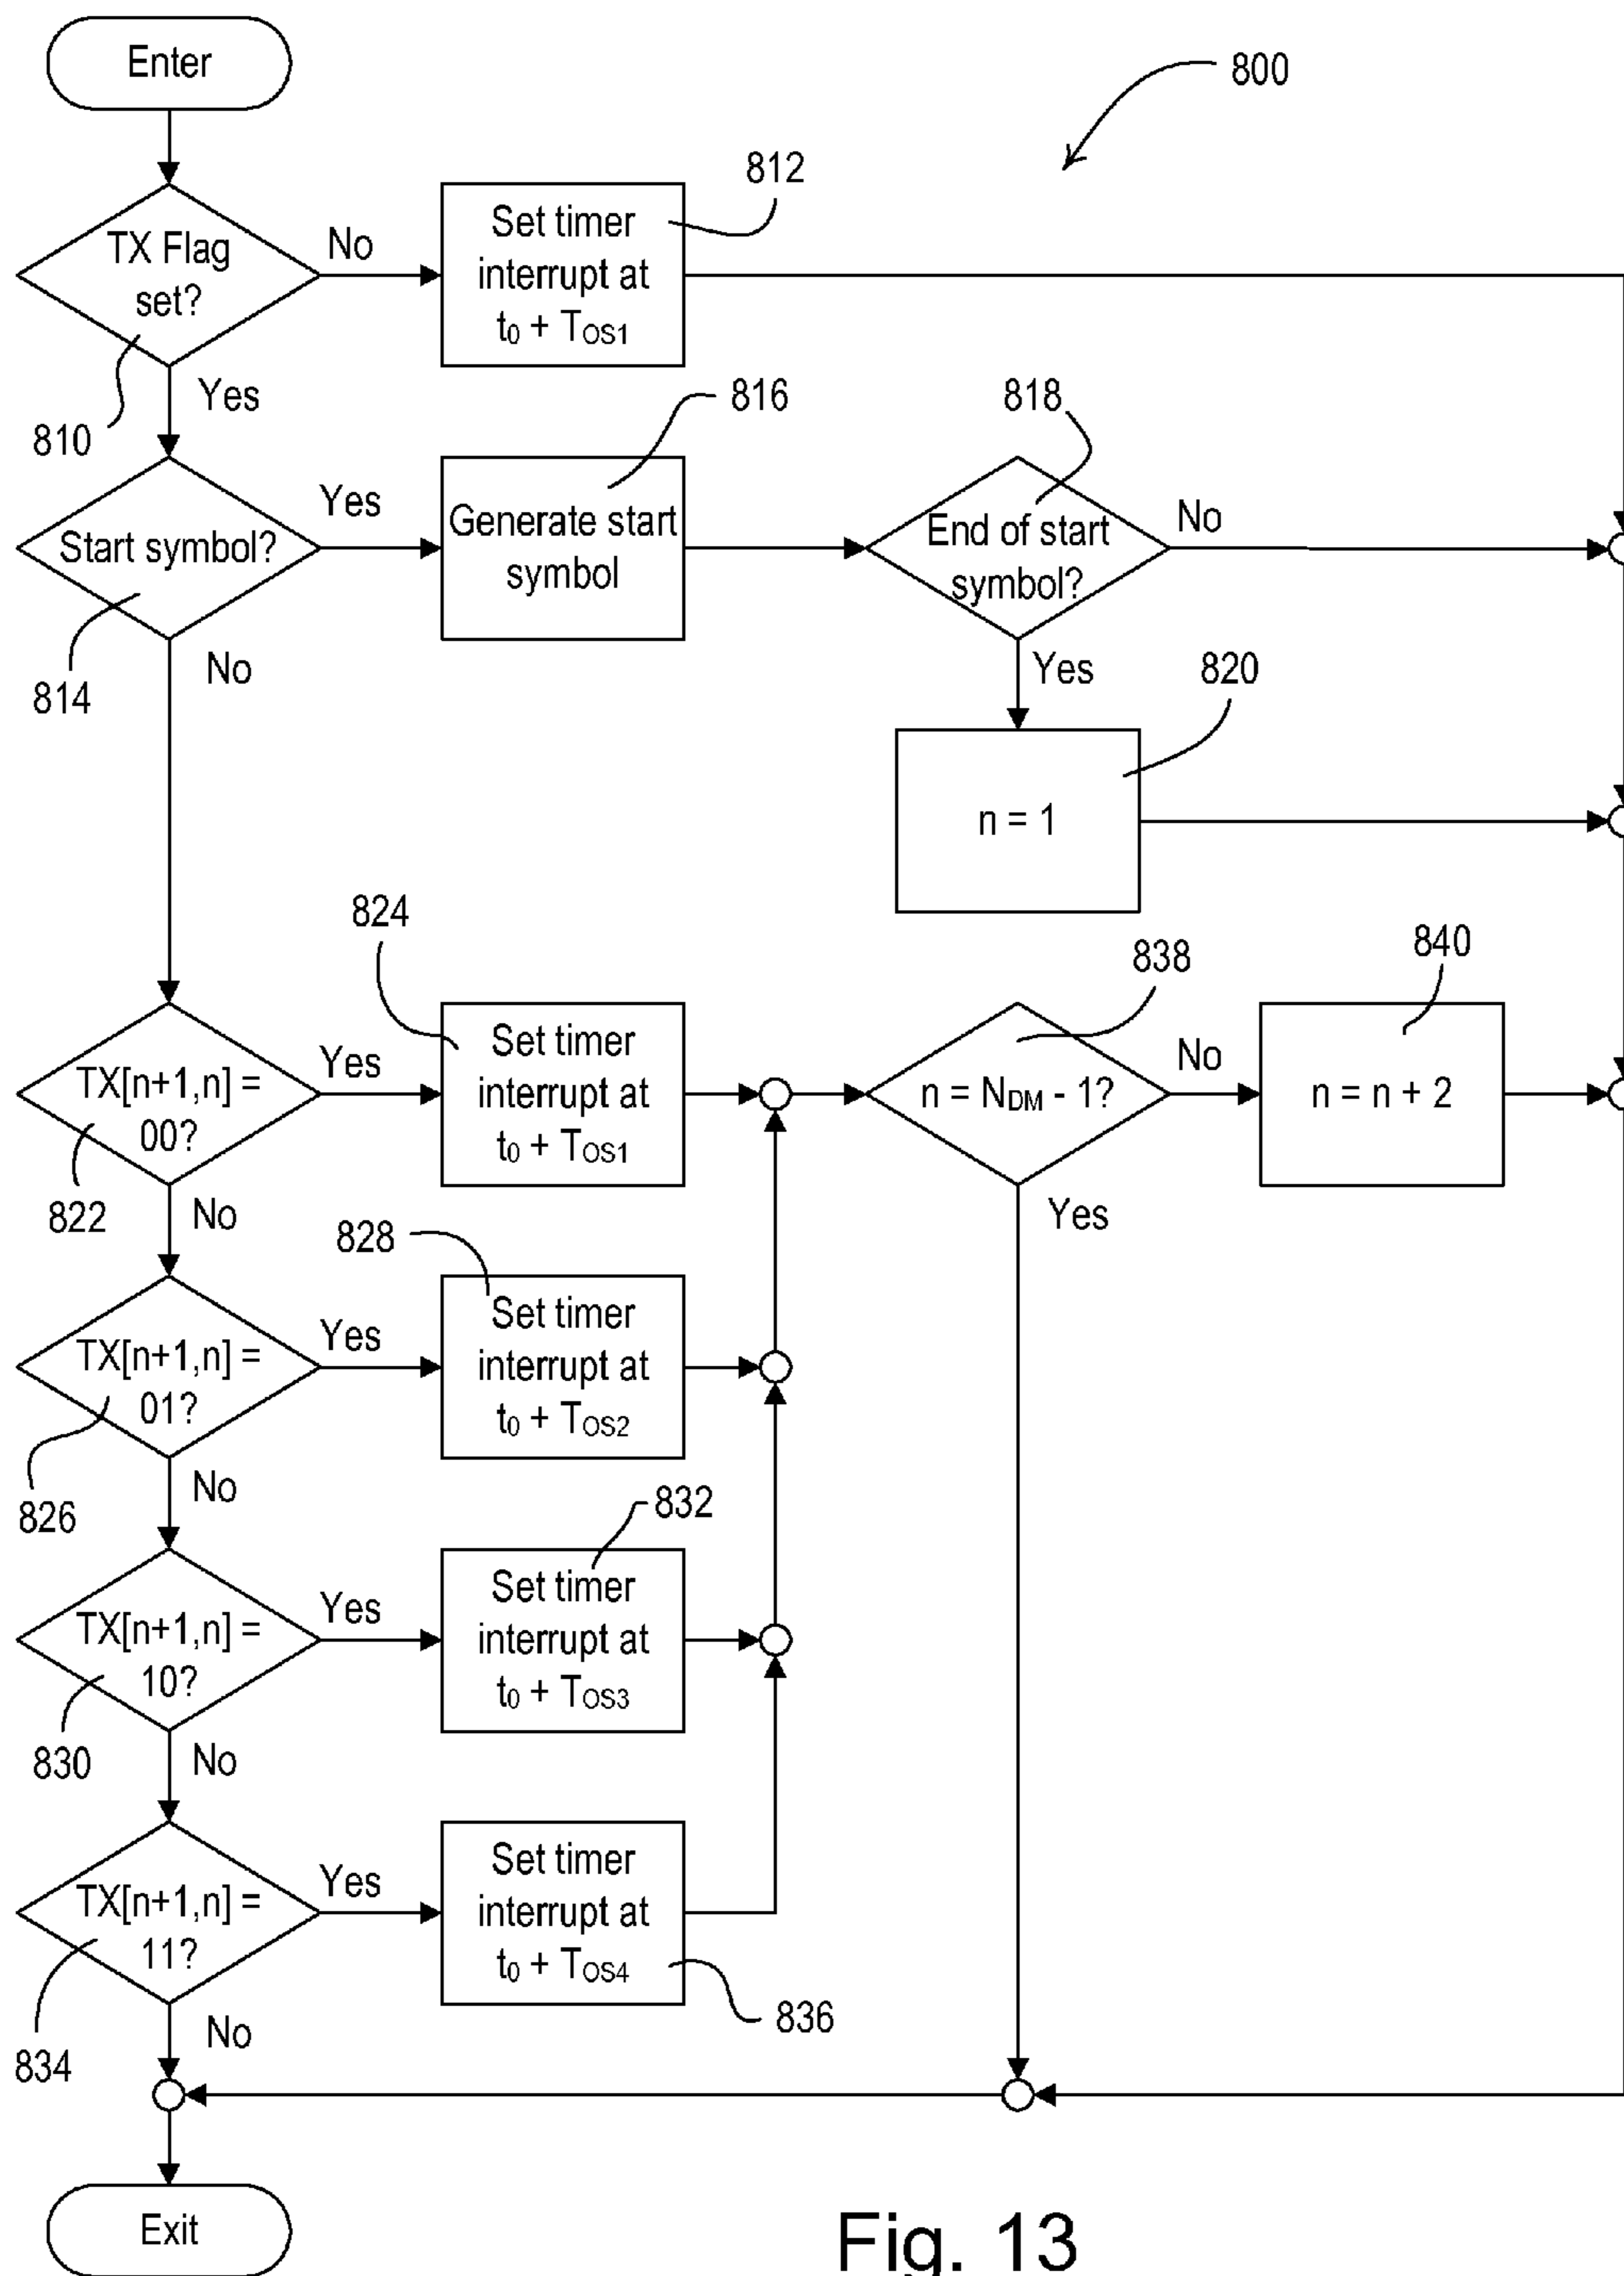 Enter
800
TX Flag
set?
No
Set timer
interrupt at
t0 + TOS1
812
810
Yes
Start symbol?
814
Yes
Generate start
symbol
816
818
End of start
symbol?
No
Yes
820
n = 1
No
TX[n+1,n] =
00?
822
Yes
824
Set timer
interrupt at
t0 + TOS1
838
n = NDM - 1?
No
840
n = n + 2
Yes
No
TX[n+1,n] =
01?
826
Yes
828
Set timer
interrupt at
t0 + TOS2
No
TX[n+1,n] =
10?
830
Yes
832
Set timer
interrupt at
t0 + TOS3
No
TX[n+1,n] =
11?
834
Yes
Set timer
interrupt at
t0 + TOS4
836
No
Exit
Fig. 13